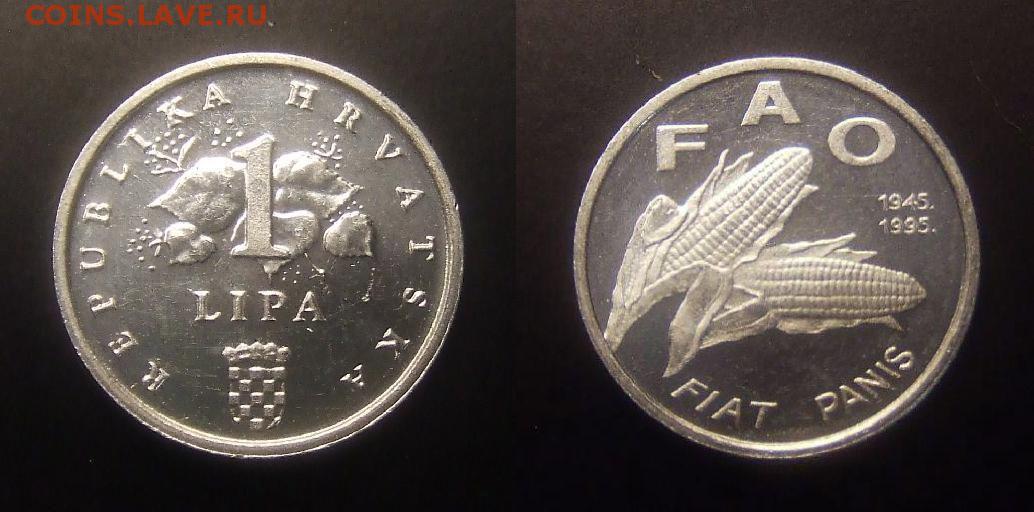 COINS.LAVE.RU
REPUBLIKA HRVATSKA
1
LIPA
FAO
1945.
1995.
FIAT PANIS